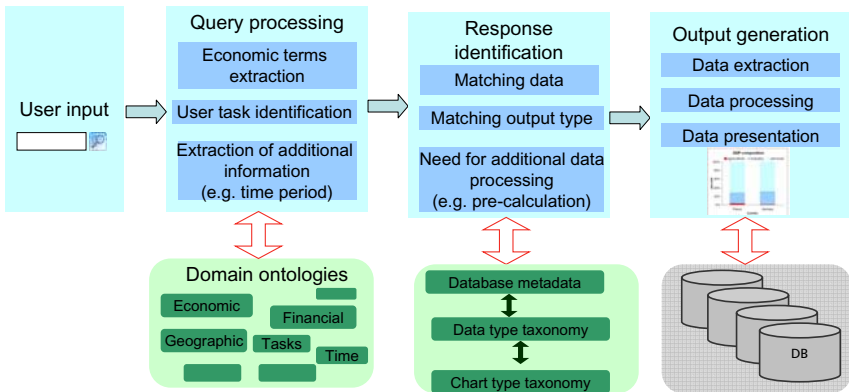 User input
Query processing
Economic terms
extraction
User task identification
Extraction of additional
information
(e.g. time period)
Response
identification
Matching data
Matching output type
Need for additional data
processing
(e.g. pre-calculation)
Output generation
Data extraction
Data processing
Data presentation
Domain ontologies
Economic
Financial
Geographic
Tasks
Time
Database metadata
Data type taxonomy
Chart type taxonomy
DB